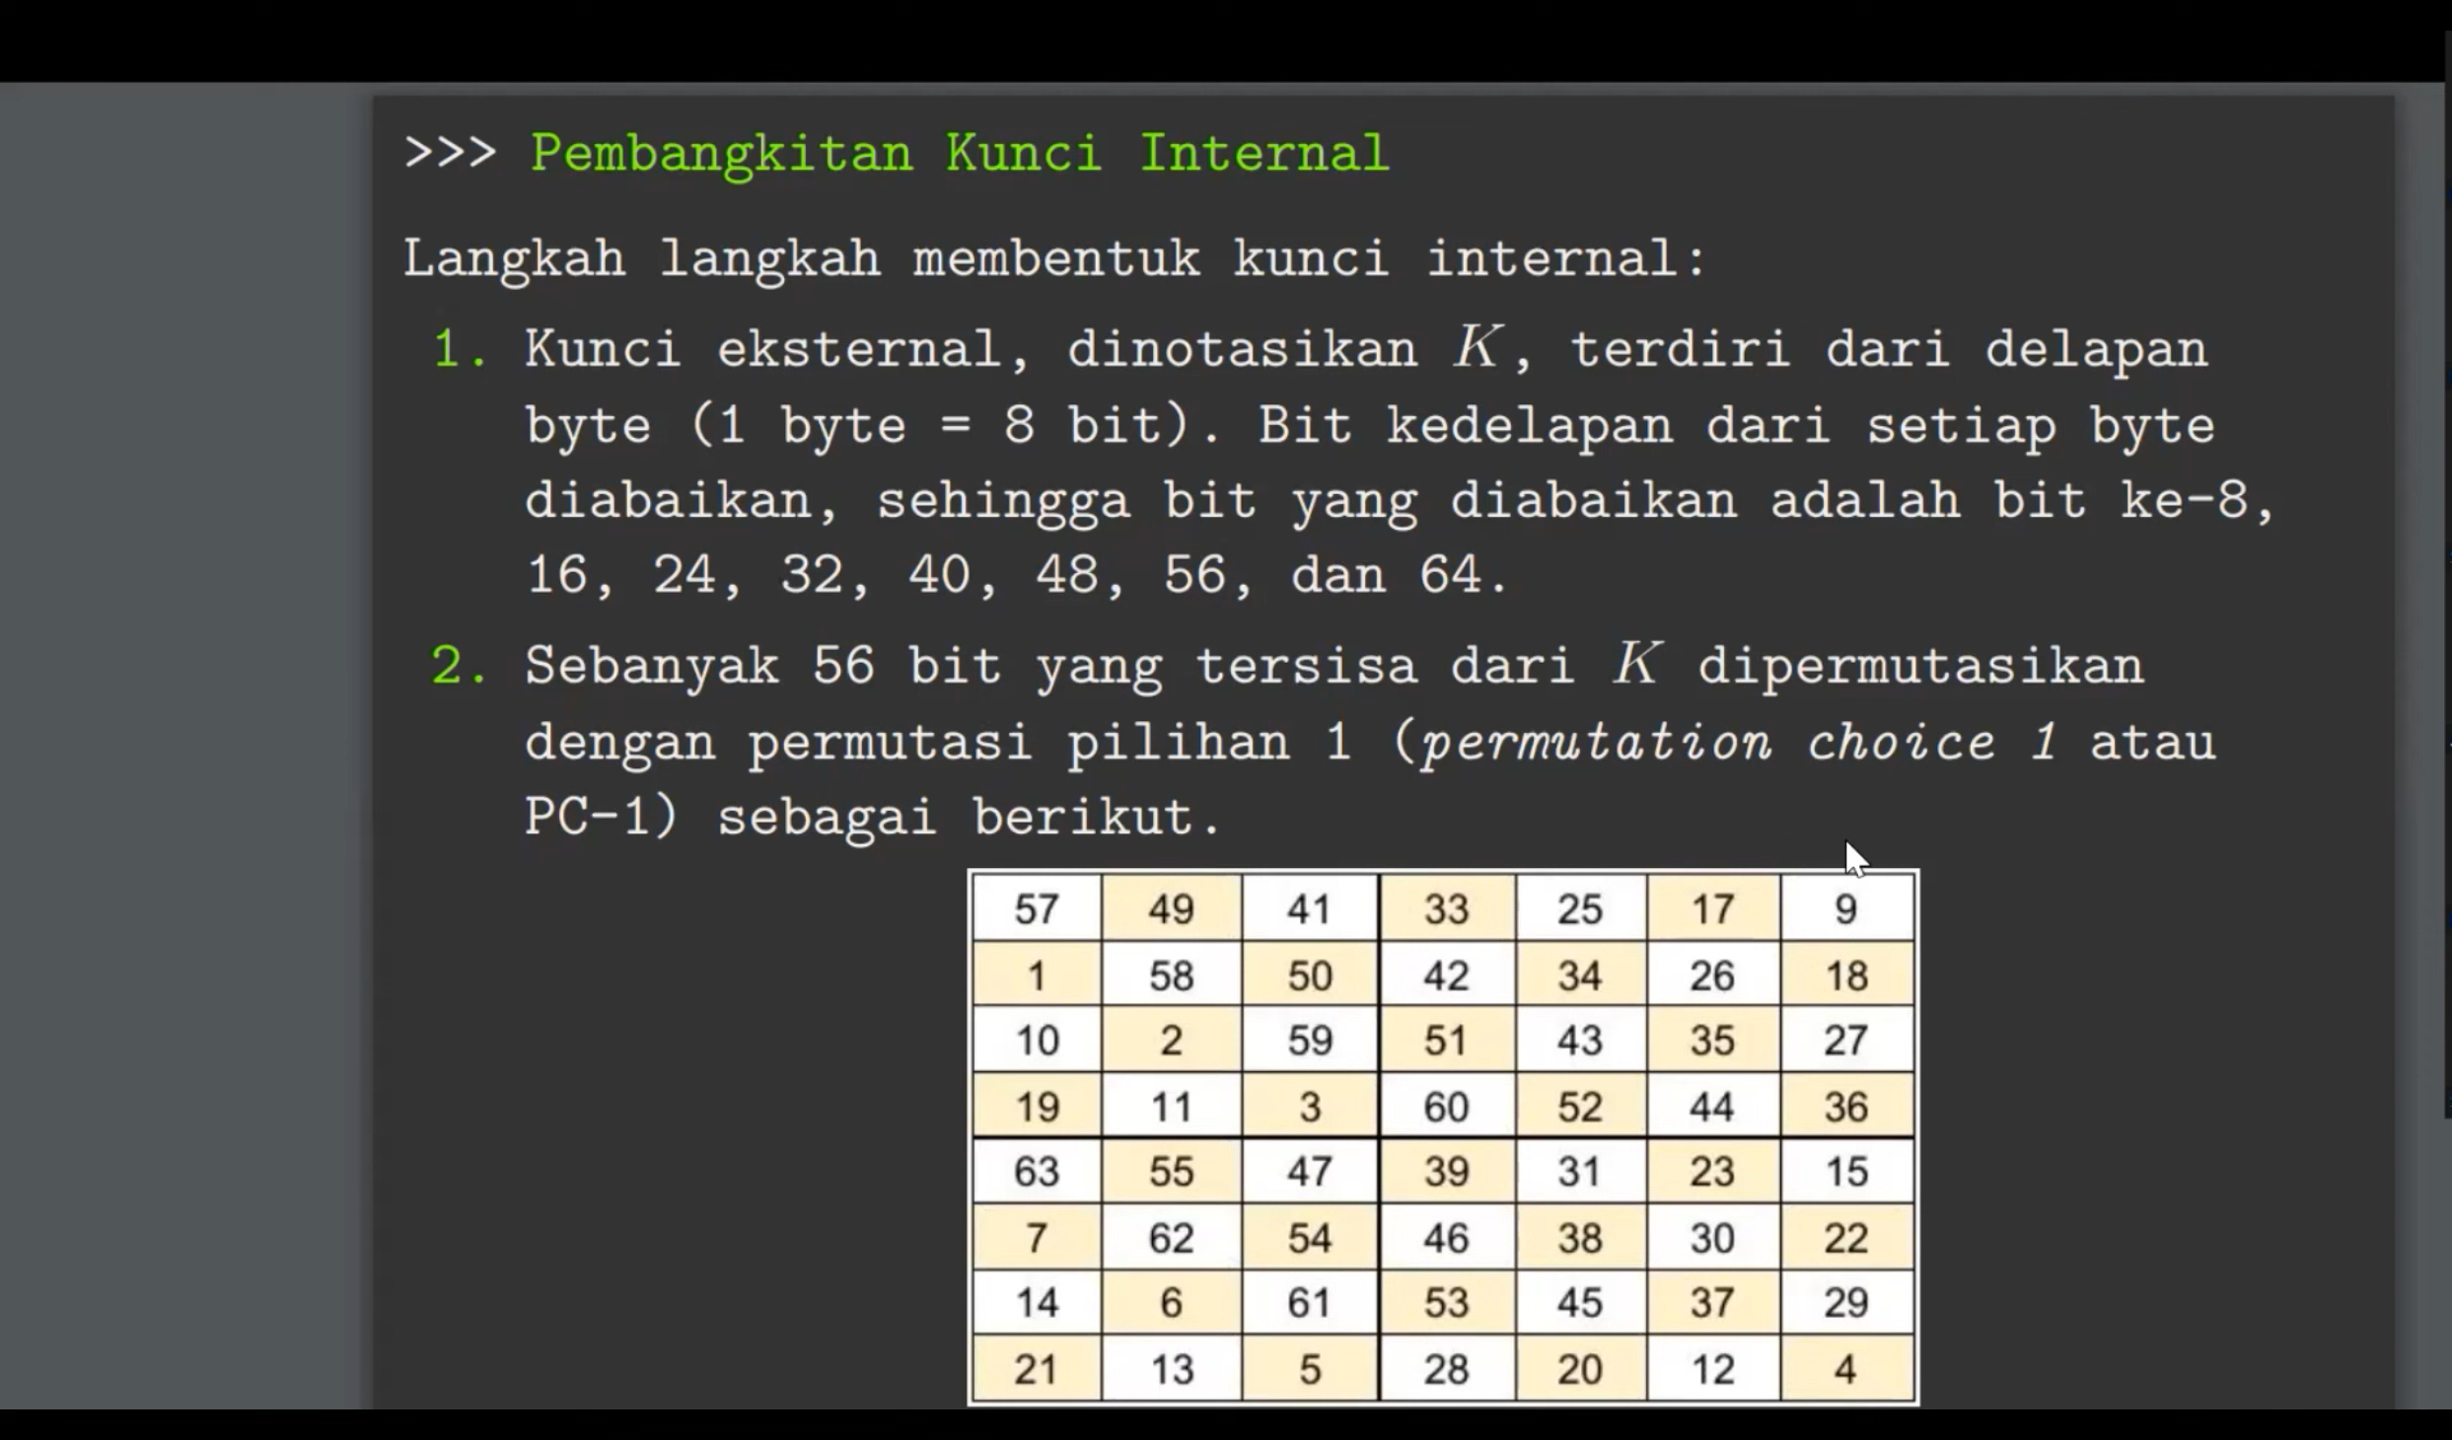 >>> Pembangkitan Kunci Internal
Langkah langkah membentuk kunci internal:
1. Kunci eksternal, dinotasikan K, terdiri dari delapan
byte (1 byte = 8 bit). Bit kedelapan dari setiap byte
diabaikan, sehingga bit yang diabaikan adalah bit ke-8,
16, 24, 32, 40, 48, 56, dan 64.
2. Sebanyak 56 bit yang tersisa dari K dipermutasikan
dengan permutasi pilihan 1 (permutation choice 1 atau
PC-1) sebagai berikut.
57 49 41 33 25 17 9
1 58 50 42 34 26 18
10 2 59 51 43 35 27
19 11 3 60 52 44 36
63 55 47 39 31 23 15
7 62 54 46 38 30 22
14 6 61 53 45 37 29
21 13 5 28 20 12 4